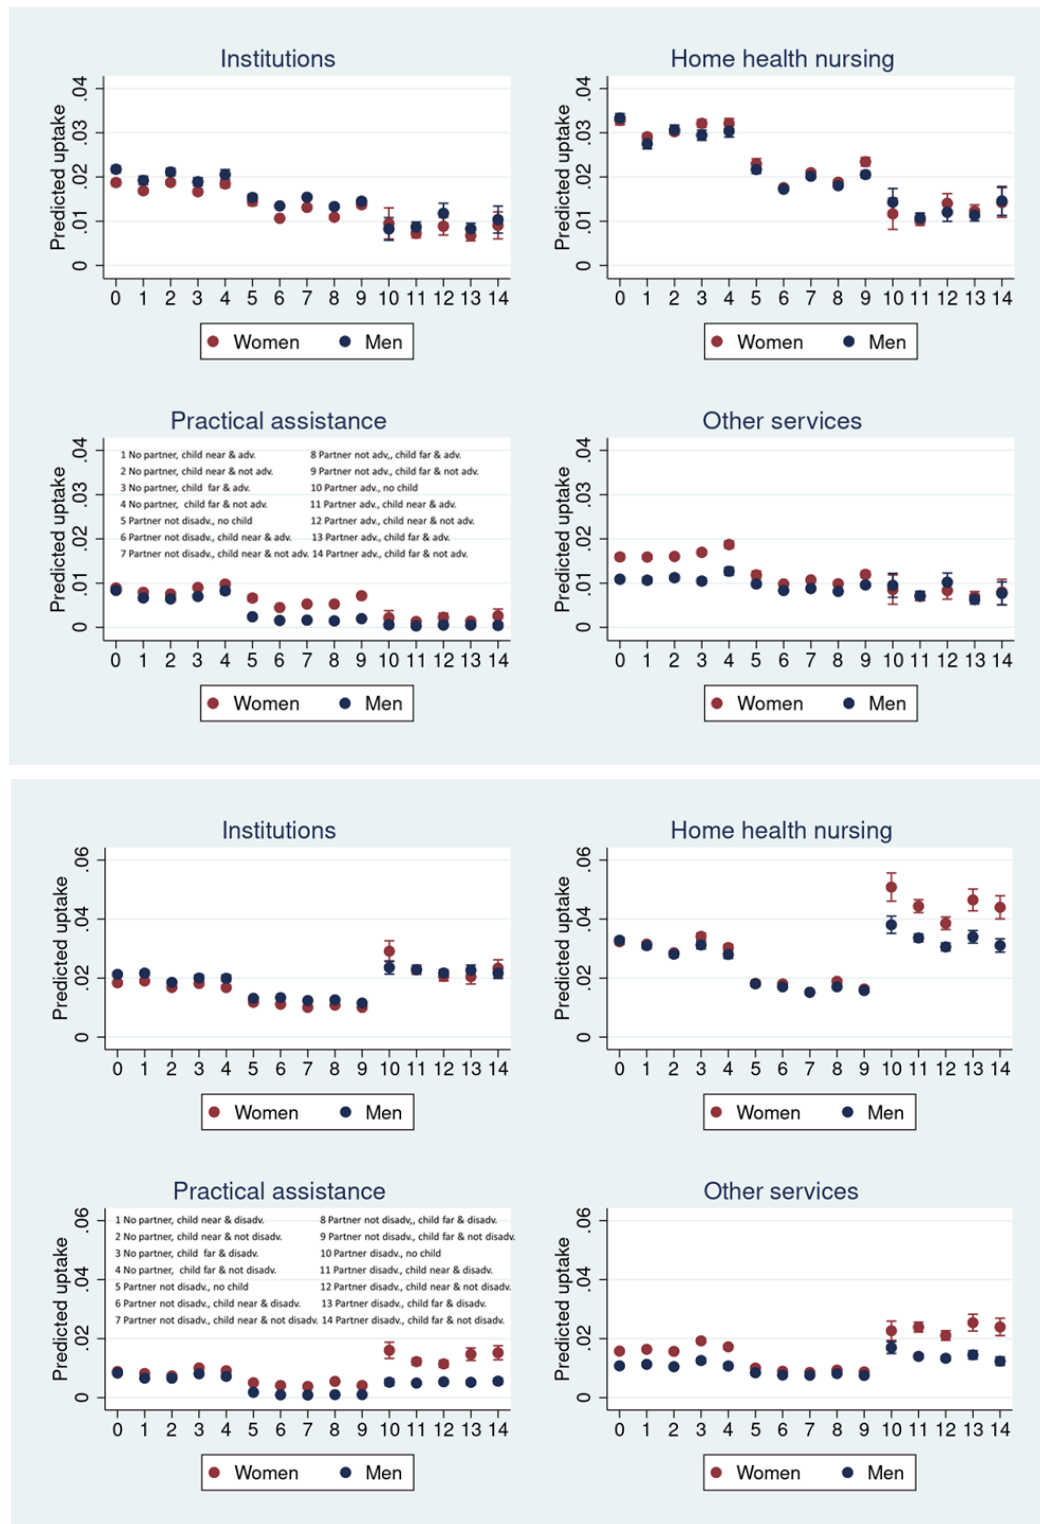 Institutions
Predicted uptake
.04
.03
.02
.01
0
0 1 2 3 4 5 6 7 8 9 10 11 12 13 14
Women Men
Home health nursing
Predicted uptake
.04
.03
.02
.01
0
0 1 2 3 4 5 6 7 8 9 10 11 12 13 14
Women Men
Practical assistance
Predicted uptake
.04
.03
.02
.01
0
1 No partner, child near & adv.
2 No partner, child near & not adv.
3 No partner, child far & adv.
4 No partner, child far & not adv.
5 Partner not disadv., no child
6 Partner not disadv., child near & adv.
7 Partner not disadv., child near & not adv.
8 Partner not adv,, child far & adv.
9 Partner not adv., child far & not adv.
10 Partner adv., no child
11 Partner adv., child near & adv.
12 Partner adv., child near & not adv.
13 Partner adv., child far & adv.
14 Partner adv., child far & not adv.
0 1 2 3 4 5 6 7 8 9 10 11 12 13 14
Women Men
Other services
Predicted uptake
.04
.03
.02
.01
0
0 1 2 3 4 5 6 7 8 9 10 11 12 13 14
Women Men
Institutions
Predicted uptake
.06
.04
.02
0
0 1 2 3 4 5 6 7 8 9 10 11 12 13 14
Women Men
Home health nursing
Predicted uptake
.06
.04
.02
0
0 1 2 3 4 5 6 7 8 9 10 11 12 13 14
Women Men
Practical assistance
Predicted uptake
.06
.04
.02
0
1 No partner, child near & disadv.
2 No partner, child near & not disadv.
3 No partner, child far & disadv.
4 No partner, child far & not disadv.
5 Partner not disadv., no child
6 Partner not disadv., child near & disadv.
7 Partner not disadv., child near & not disadv.
8 Partner not disadv,, child far & disadv.
9 Partner not disadv., child far & not disadv.
10 Partner disadv., no child
11 Partner disadv., child near & disadv.
12 Partner disadv., child near & not disadv.
13 Partner disadv., child far & disadv.
14 Partner disadv., child far & not disadv.
0 1 2 3 4 5 6 7 8 9 10 11 12 13 14
Women Men
Other services
Predicted uptake
.06
.04
.02
0
0 1 2 3 4 5 6 7 8 9 10 11 12 13 14
Women Men